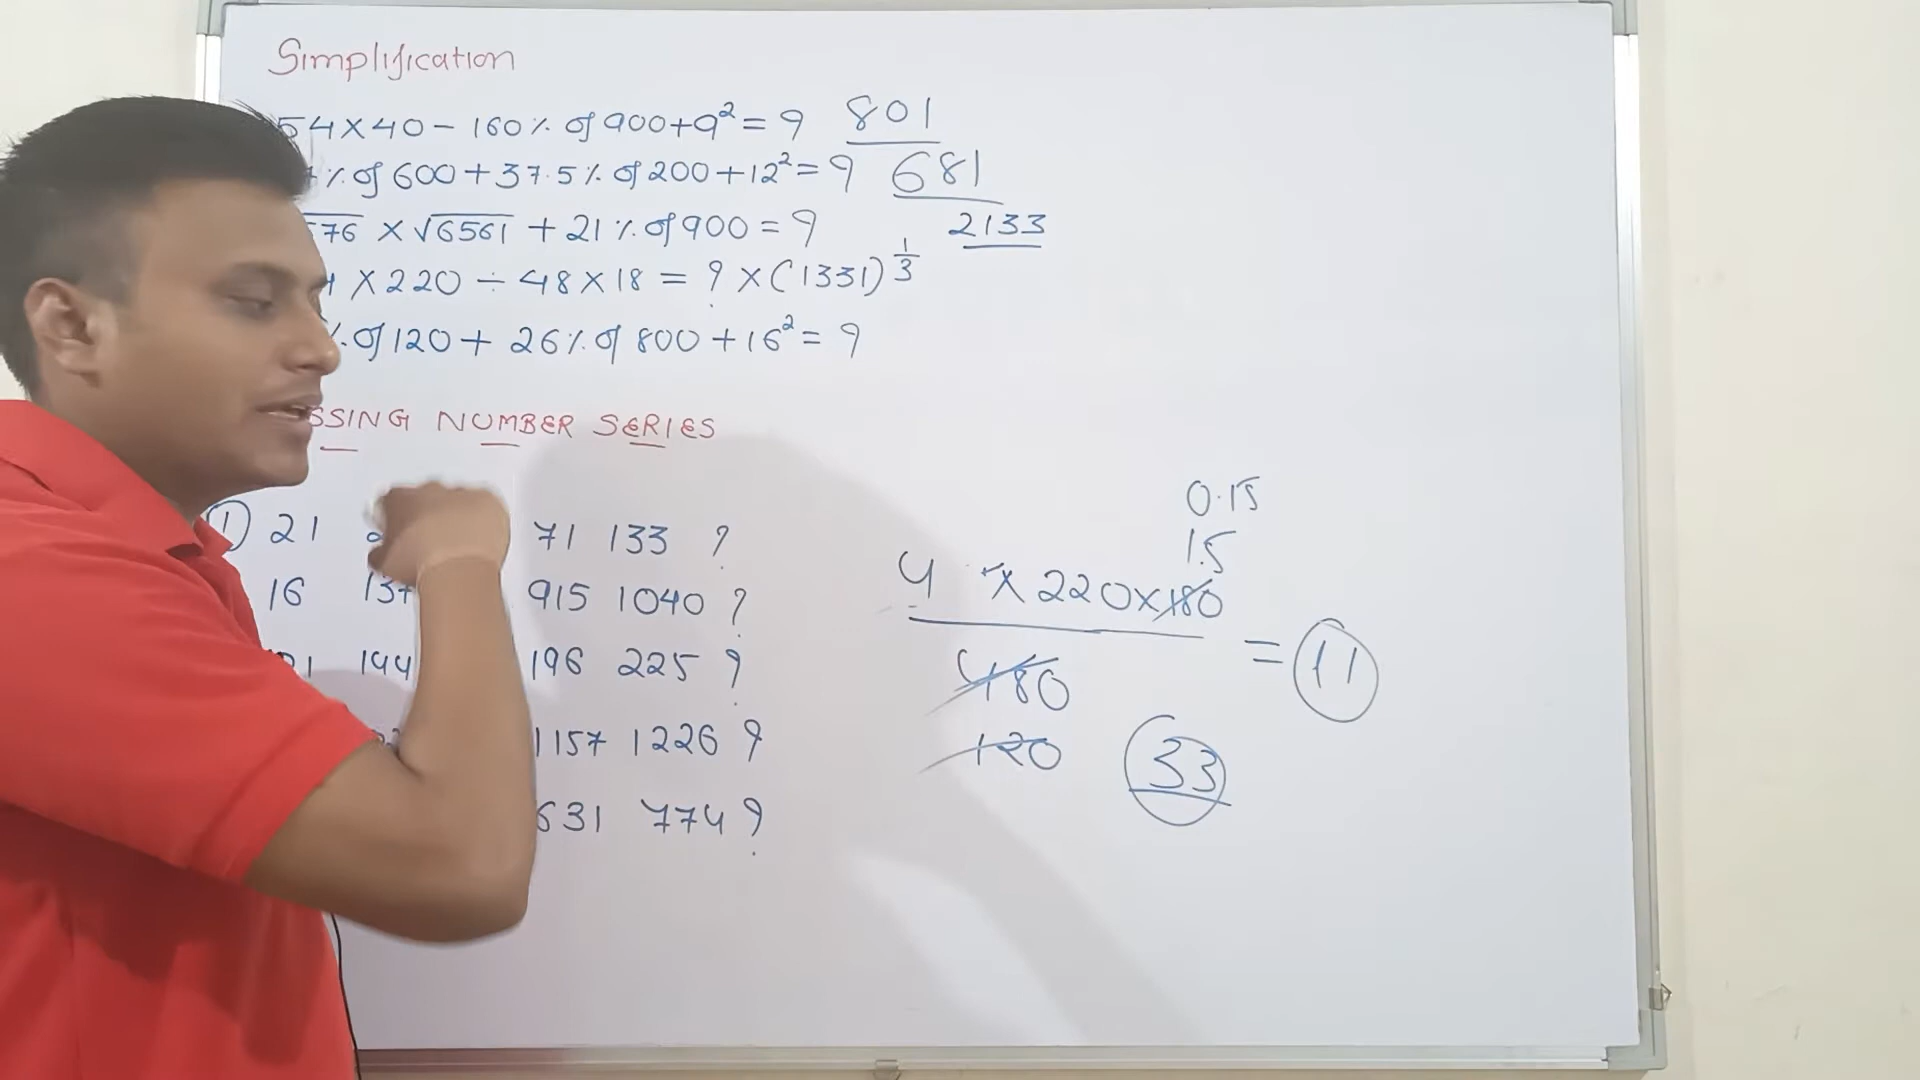 Simplification
54×40- 160% of 900+9²= ? 801
% of 600+37.5% of 200+12²=? 681
76 ×√6561 + 21% of 900 = ? 2133
×220 ÷ 48×18 = ? ×(1331)^1/3
% of 120+ 26% of 800 +16²= ?
SSING NUMBER SERIES
① 21 71 133 ?
16 137 915 1040 ?
144 196 225 ?
1157 1226 ?
631 774 ?
0.15
1.5
4 × 220×180
480 = 11
120 33